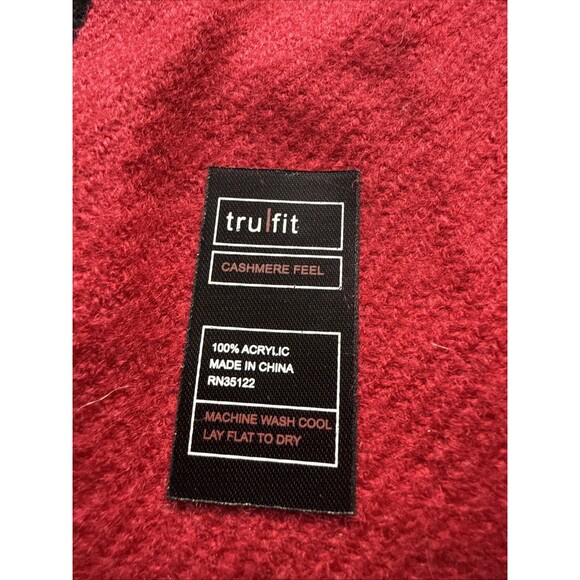 tru|fit
CASHMERE FEEL
100% ACRYLIC
MADE IN CHINA
RN35122
MACHINE WASH COOL
LAY FLAT TO DRY